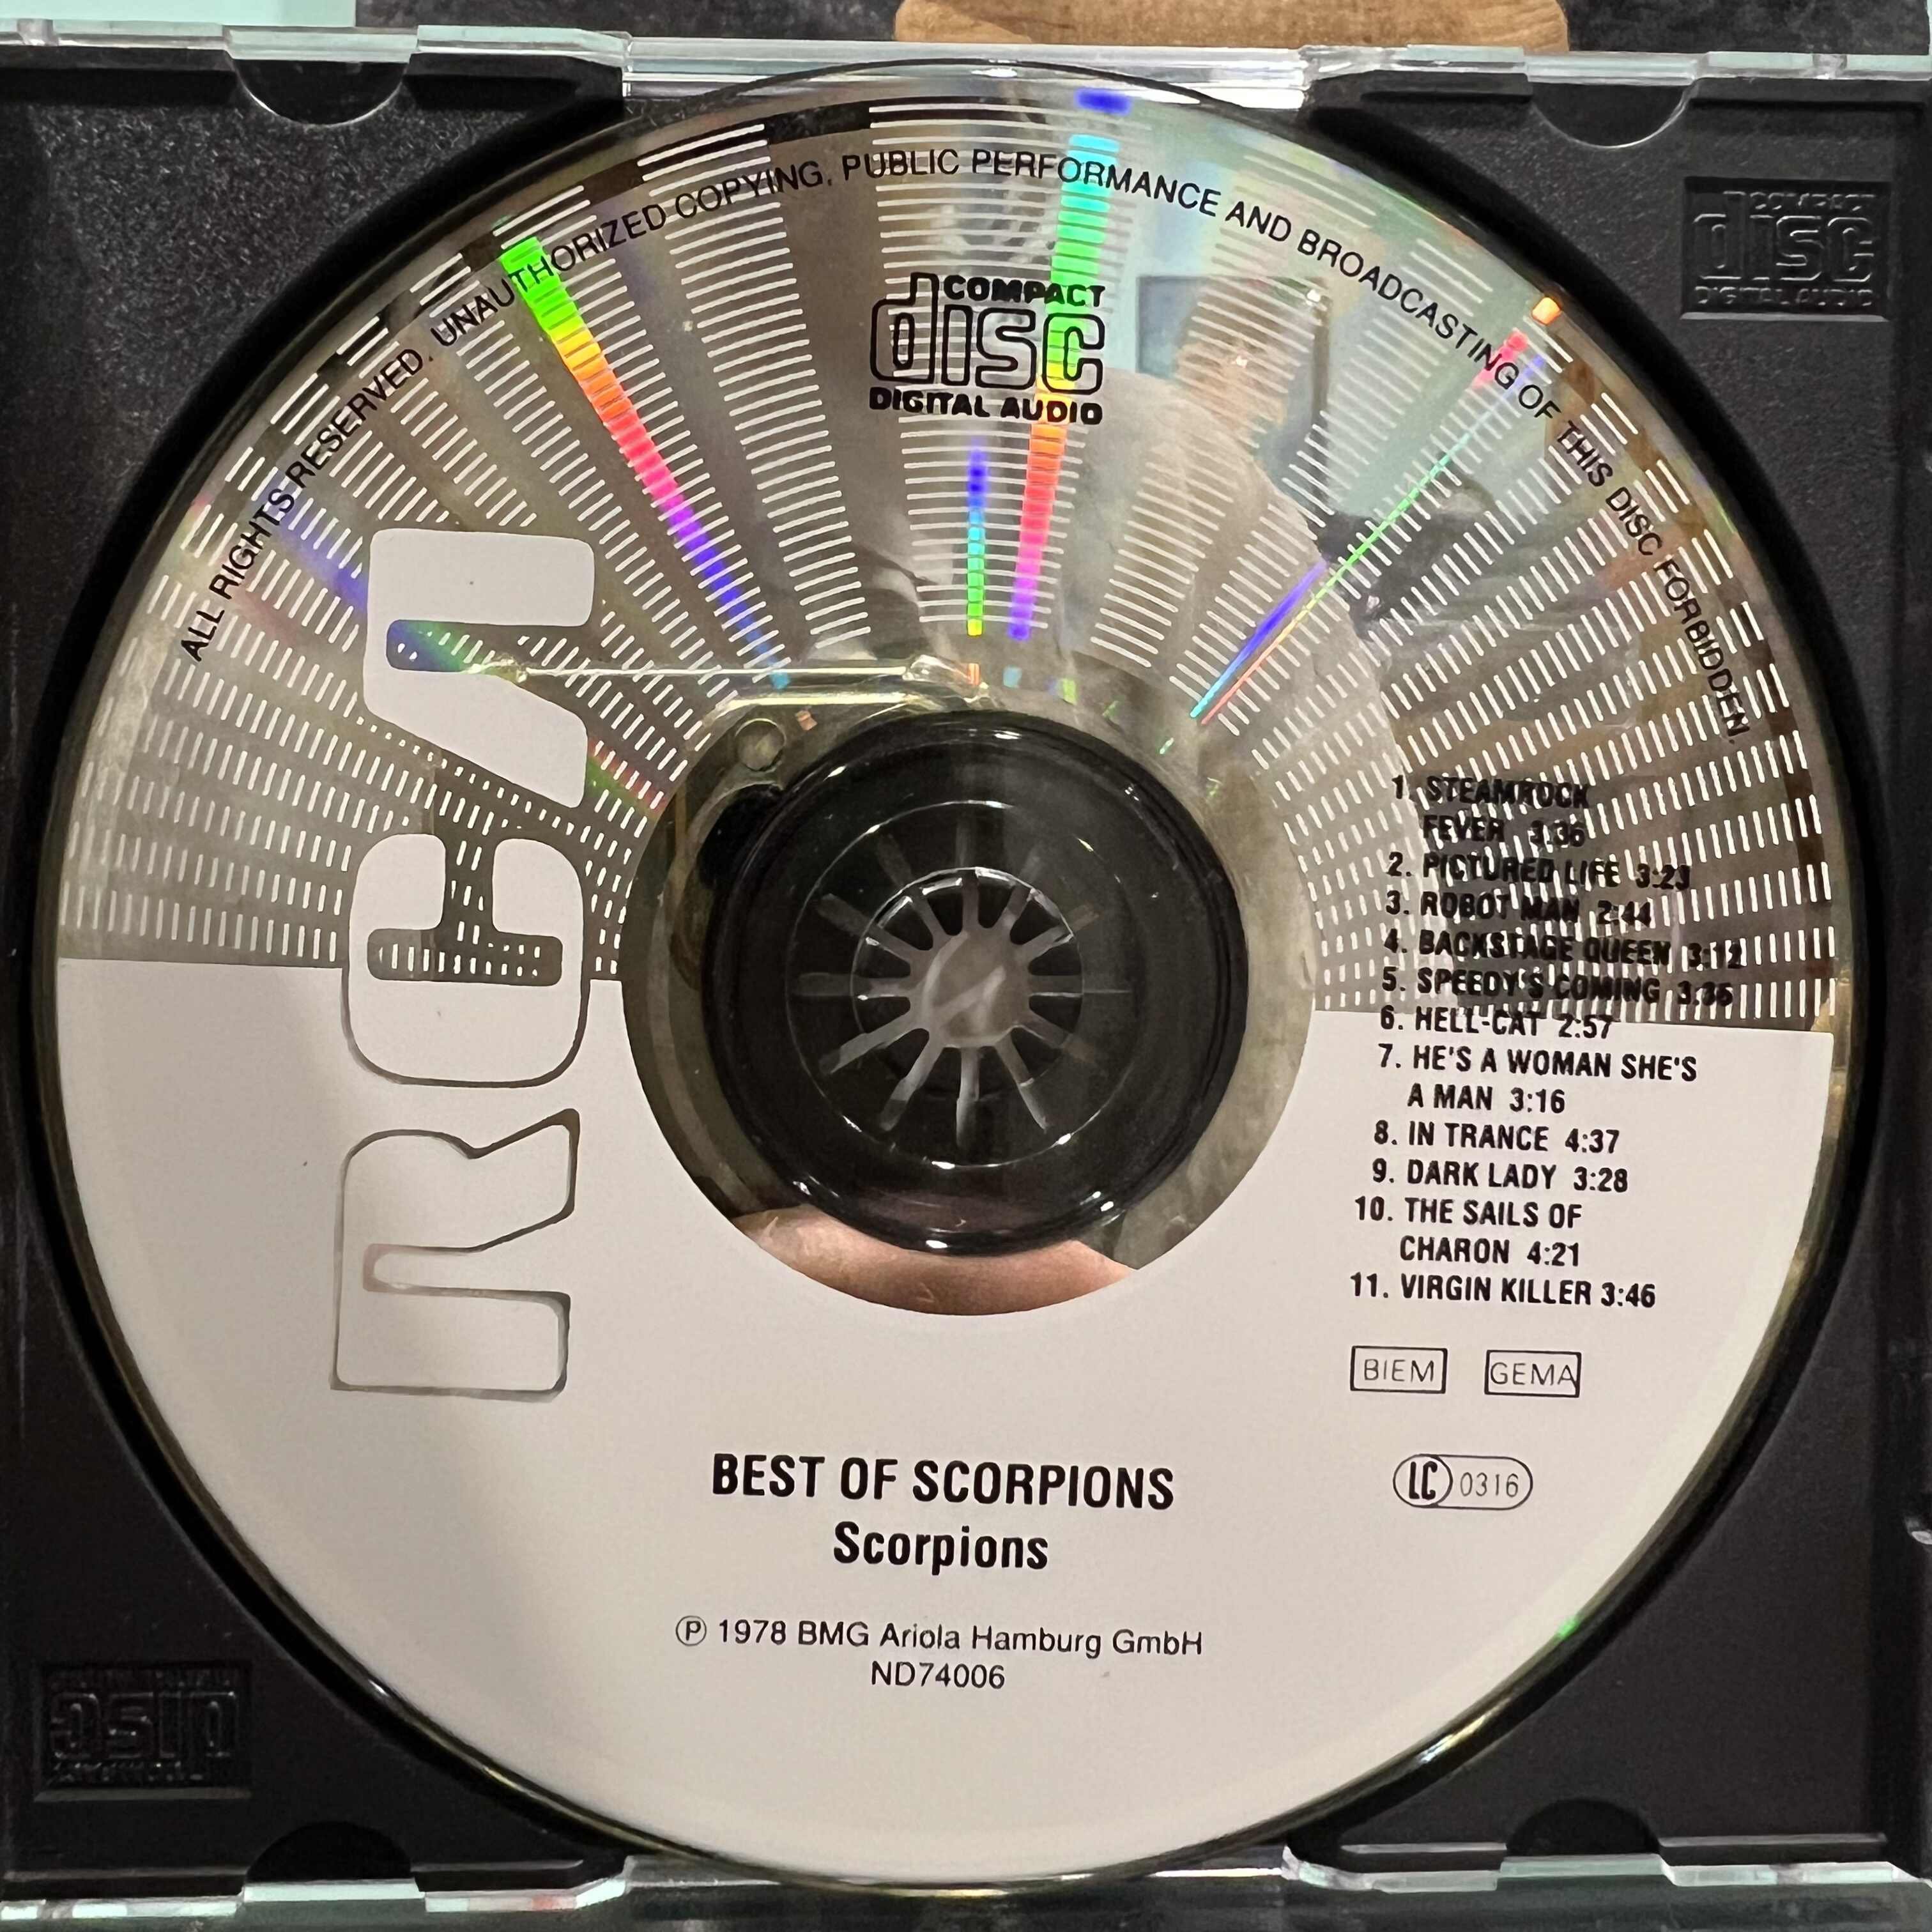 ALL RIGHTS RESERVED. UNAUTHORIZED COPYING, PUBLIC PERFORMANCE AND BROADCASTING OF THIS DISC FORBIDDEN.
COMPACT
disc
DIGITAL AUDIO
COMPACT
disc
DIGITAL AUDIO
RCA
1. STEAMROCK
FEVER 3:36
2. PICTURED LIFE 3:23
3. ROBOT MAN 2:44
4. BACKSTAGE QUEEN 3:12
5. SPEEDY'S COMING 3:36
6. HELL-CAT 2:57
7. HE'S A WOMAN SHE'S
A MAN 3:16
8. IN TRANCE 4:37
9. DARK LADY 3:28
10. THE SAILS OF
CHARON 4:21
11. VIRGIN KILLER 3:46
BIEM GEMA
LC 0316
BEST OF SCORPIONS
Scorpions
Ⓟ 1978 BMG Ariola Hamburg GmbH
ND74006
disc